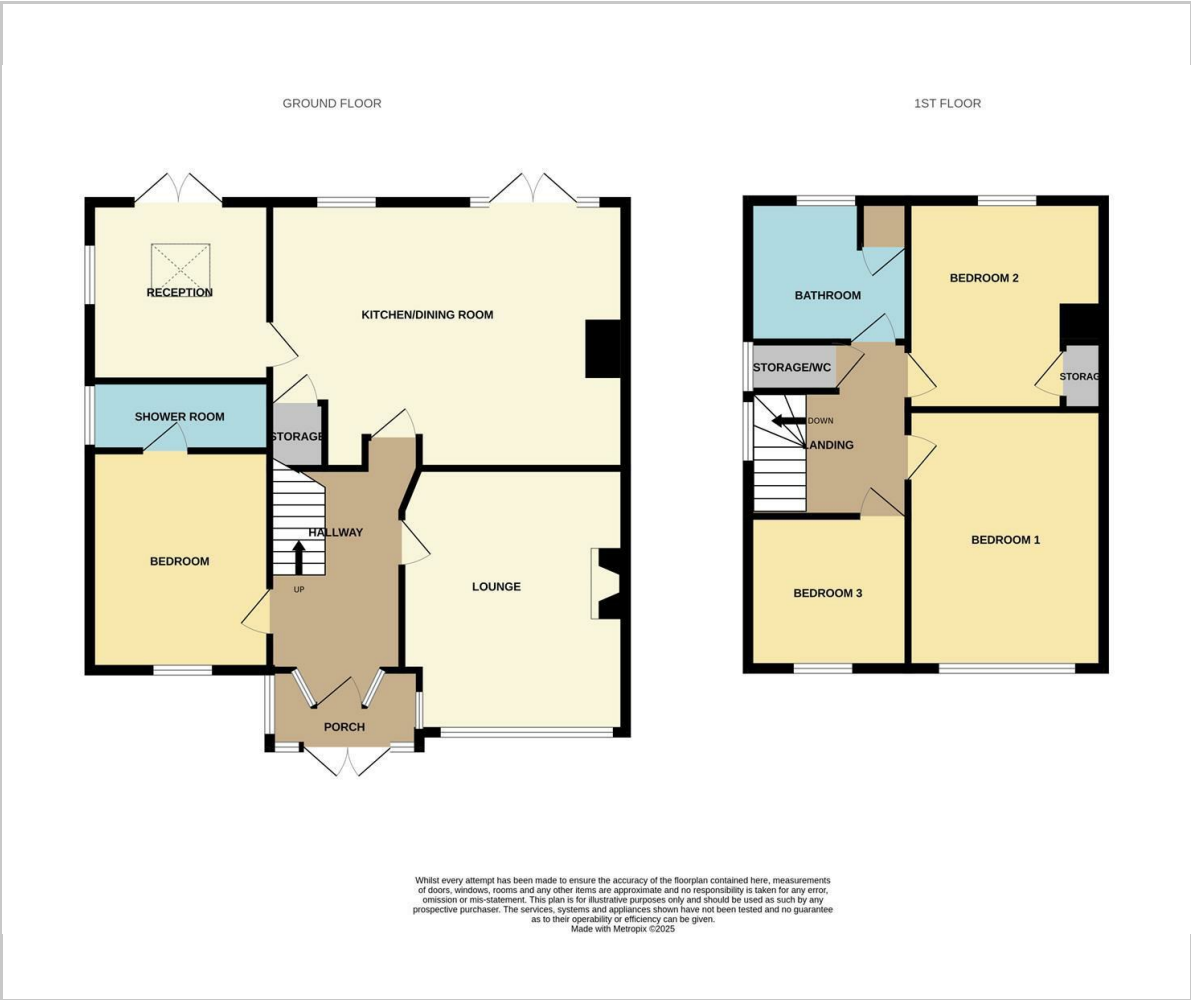 GROUND FLOOR
1ST FLOOR
RECEPTION
KITCHEN/DINING ROOM
SHOWER ROOM
STORAGE
BEDROOM
HALLWAY
UP
LOUNGE
PORCH
BATHROOM
BEDROOM 2
STORAGE/WC
STORAG
DOWN
LANDING
BEDROOM 1
BEDROOM 3
Whilst every attempt has been made to ensure the accuracy of the floorplan contained here, measurements
of doors, windows, rooms and any other items are approximate and no responsibility is taken for any error,
omission or mis-statement. This plan is for illustrative purposes only and should be used as such by any
prospective purchaser. The services, systems and appliances shown have not been tested and no guarantee
as to their operability or efficiency can be given.
Made with Metropix ©2025